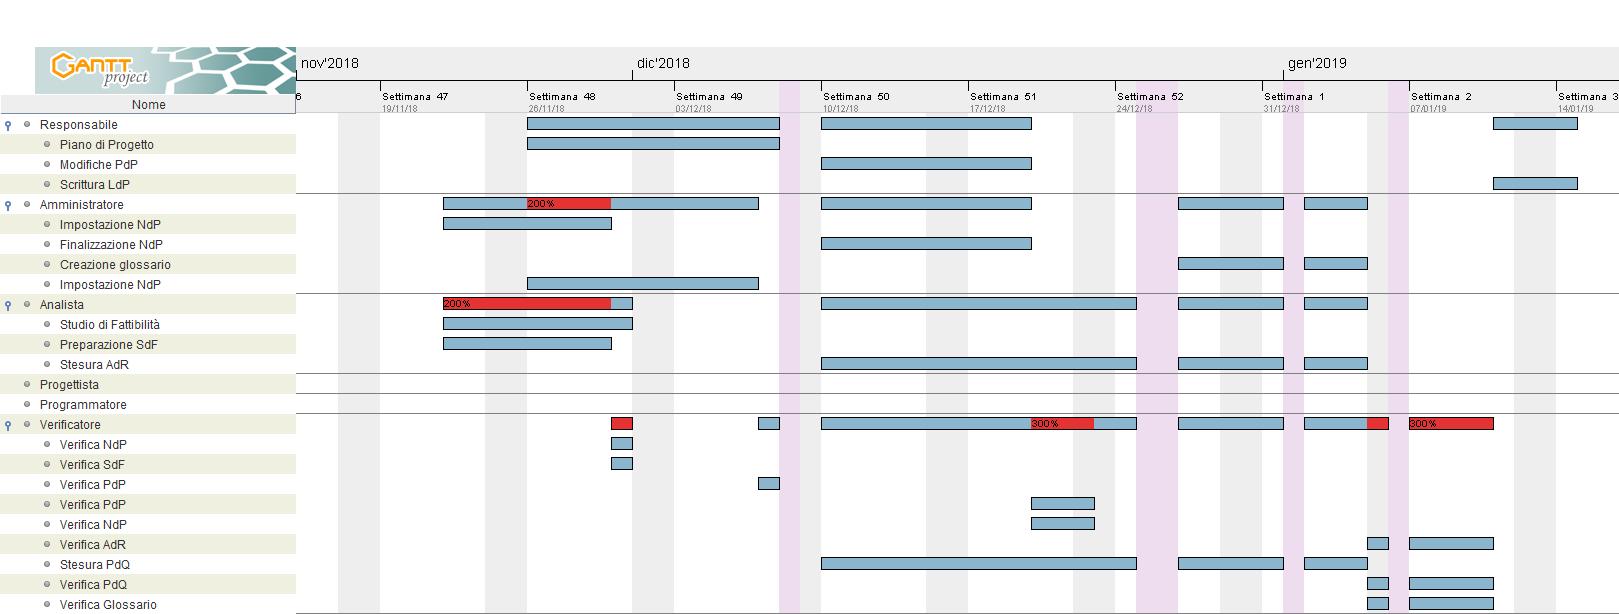 GANTT
project
nov'2018 dic'2018 gen'2019
6 Settimana 47 Settimana 48 Settimana 49 Settimana 50 Settimana 51 Settimana 52 Settimana 1 Settimana 2 Settimana 3
19/11/18 26/11/18 03/12/18 10/12/18 17/12/18 24/12/18 31/12/18 07/01/19 14/01/19
Nome
Responsabile
Piano di Progetto
Modifiche PdP
Scrittura LdP
Amministratore 200%
Impostazione NdP
Finalizzazione NdP
Creazione glossario
Impostazione NdP
Analista 200%
Studio di Fattibilità
Preparazione SdF
Stesura AdR
Progettista
Programmatore
Verificatore 300% 300%
Verifica NdP
Verifica SdF
Verifica PdP
Verifica PdP
Verifica NdP
Verifica AdR
Stesura PdQ
Verifica PdQ
Verifica Glossario